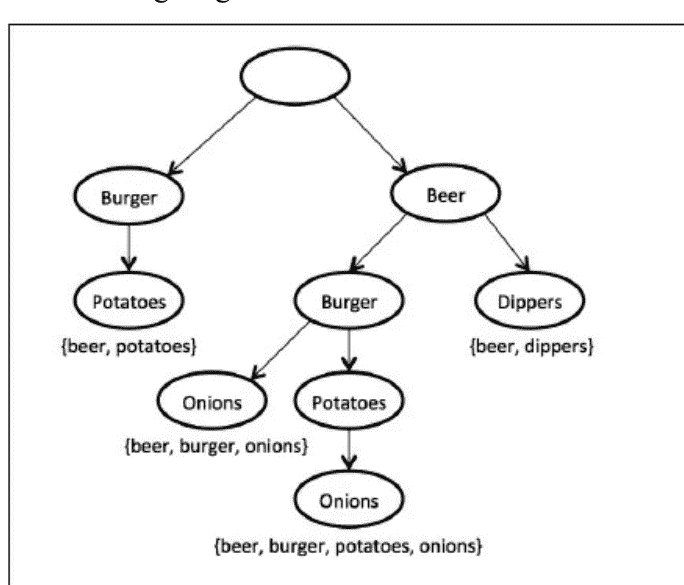 Burger
Beer
Potatoes
Burger
Dippers
{beer, potatoes}
{beer, dippers}
Onions
Potatoes
{beer, burger, onions}
Onions
{beer, burger, potatoes, onions}